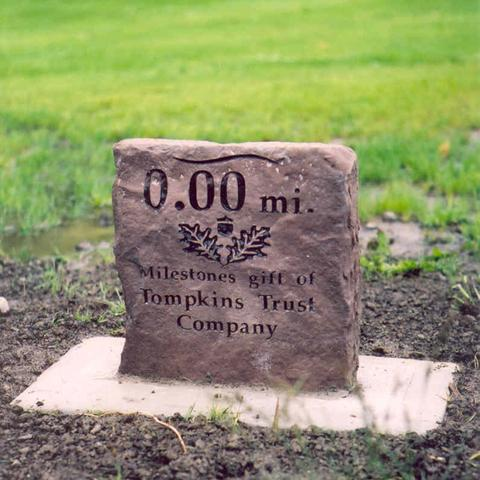 0.00 mi.
Milestones gift of
Tompkins Trust
Company